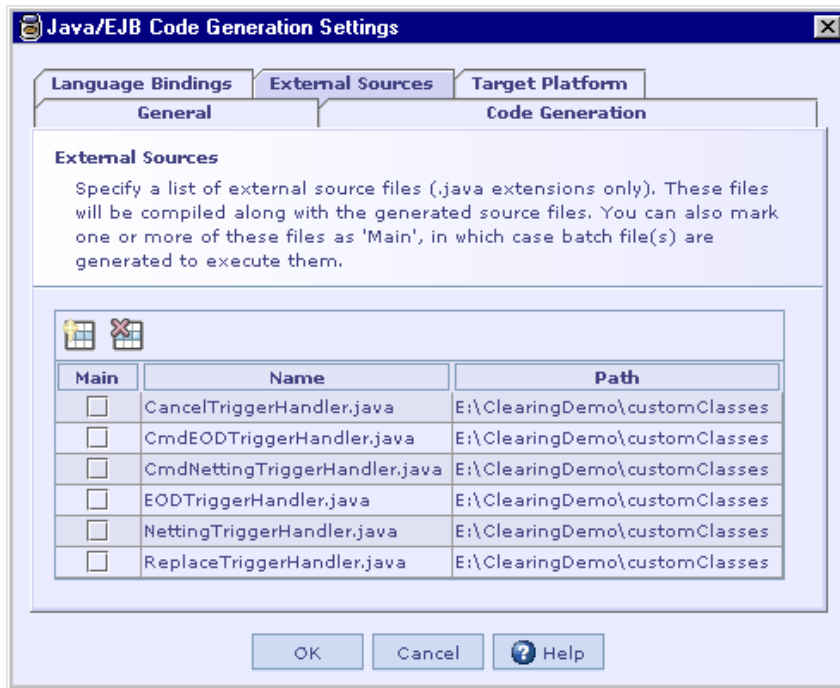 Java/EJB Code Generation Settings
Language Bindings External Sources Target Platform
General Code Generation
External Sources
Specify a list of external source files (.java extensions only). These files
will be compiled along with the generated source files. You can also mark
one or more of these files as 'Main', in which case batch file(s) are
generated to execute them.
Main Name Path
CancelTriggerHandler.java E:\ClearingDemo\customClasses
CmdEODTriggerHandler.java E:\ClearingDemo\customClasses
CmdNettingTriggerHandler.java E:\ClearingDemo\customClasses
EODTriggerHandler.java E:\ClearingDemo\customClasses
NettingTriggerHandler.java E:\ClearingDemo\customClasses
ReplaceTriggerHandler.java E:\ClearingDemo\customClasses
OK Cancel ? Help